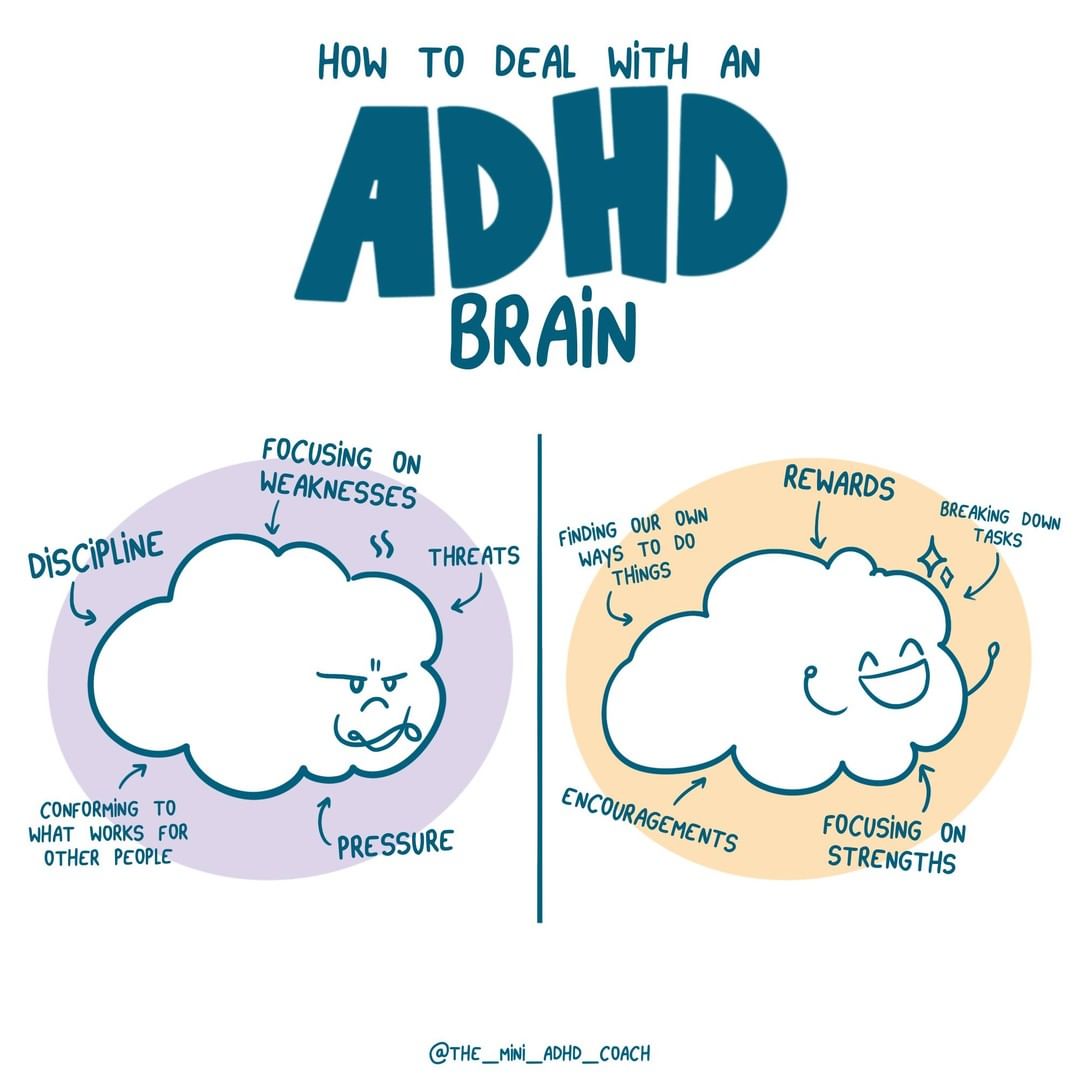 HOW TO DEAL WITH AN
ADHD
BRAIN
FOCUSING ON
WEAKNESSES
DISCIPLINE
THREATS
CONFORMING TO
WHAT WORKS FOR
OTHER PEOPLE
PRESSURE
REWARDS
FINDING OUR OWN
WAYS TO DO
THINGS
BREAKING DOWN
TASKS
ENCOURAGEMENTS
FOCUSING ON
STRENGTHS
@THE_MINI_ADHD_COACH